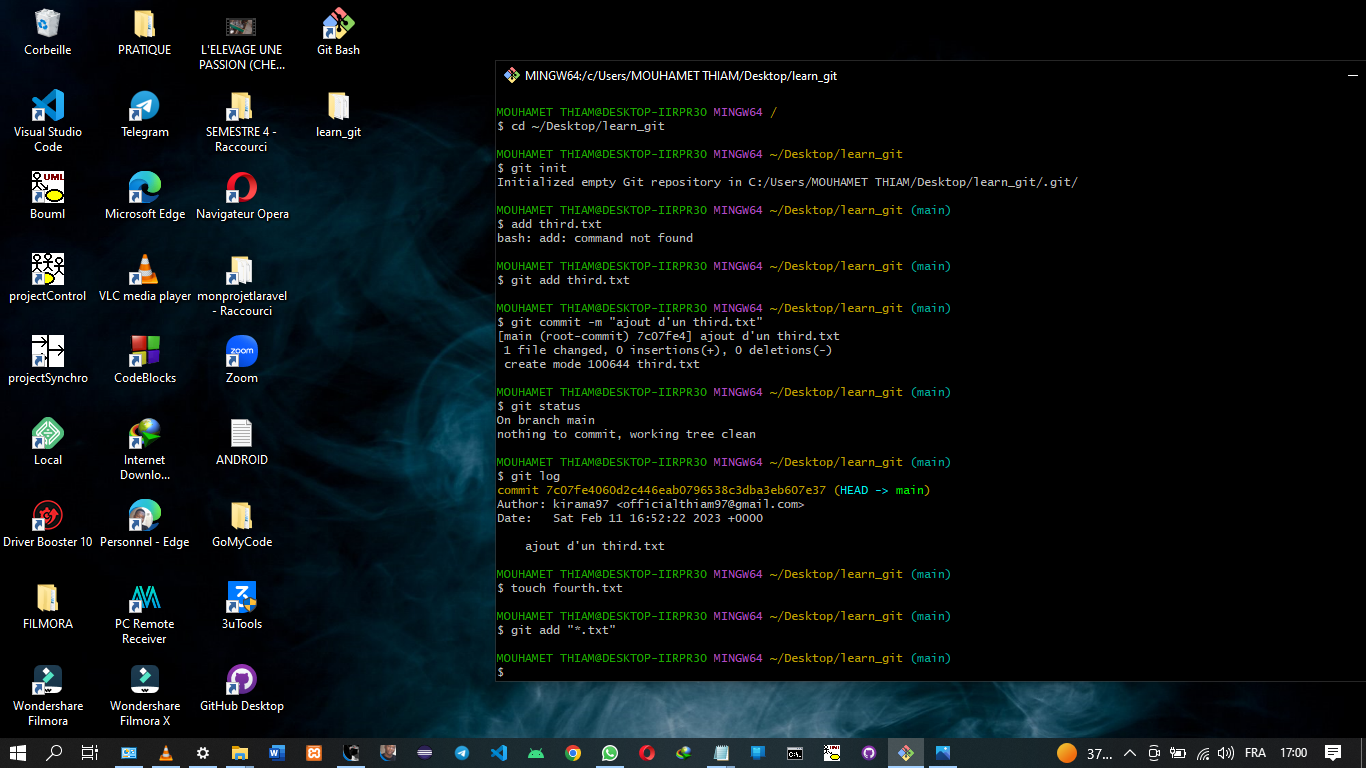 Corbeille
PRATIQUE
L'ELEVAGE UNE
PASSION (CHE...
Git Bash
Visual Studio
Code
Telegram
SEMESTRE 4 -
Raccourci
learn_git
Bouml
Microsoft Edge
Navigateur Opera
projectControl
VLC media player
monprojetlaravel
- Raccourci
projectSynchro
CodeBlocks
Zoom
Local
Internet
Downlo...
ANDROID
Driver Booster 10
Personnel - Edge
GoMyCode
FILMORA
PC Remote
Receiver
3uTools
Wondershare
Filmora
Wondershare
Filmora X
GitHub Desktop
MINGW64:/c/Users/MOUHAMET THIAM/Desktop/learn_git
MOUHAMET THIAM@DESKTOP-IIRPR3O MINGW64 /
$ cd ~/Desktop/learn_git
MOUHAMET THIAM@DESKTOP-IIRPR3O MINGW64 ~/Desktop/learn_git
$ git init
Initialized empty Git repository in C:/Users/MOUHAMET THIAM/Desktop/learn_git/.git/
MOUHAMET THIAM@DESKTOP-IIRPR3O MINGW64 ~/Desktop/learn_git (main)
$ add third.txt
bash: add: command not found
MOUHAMET THIAM@DESKTOP-IIRPR3O MINGW64 ~/Desktop/learn_git (main)
$ git add third.txt
MOUHAMET THIAM@DESKTOP-IIRPR3O MINGW64 ~/Desktop/learn_git (main)
$ git commit -m "ajout d'un third.txt"
[main (root-commit) 7c07fe4] ajout d'un third.txt
1 file changed, 0 insertions(+), 0 deletions(-)
create mode 100644 third.txt
MOUHAMET THIAM@DESKTOP-IIRPR3O MINGW64 ~/Desktop/learn_git (main)
$ git status
On branch main
nothing to commit, working tree clean
MOUHAMET THIAM@DESKTOP-IIRPR3O MINGW64 ~/Desktop/learn_git (main)
$ git log
commit 7c07fe4060d2c446eab0796538c3dba3eb607e37 (HEAD -> main)
Author: kirama97 <officialthiam97@gmail.com>
Date:   Sat Feb 11 16:52:22 2023 +0000
ajout d'un third.txt
MOUHAMET THIAM@DESKTOP-IIRPR3O MINGW64 ~/Desktop/learn_git (main)
$ touch fourth.txt
MOUHAMET THIAM@DESKTOP-IIRPR3O MINGW64 ~/Desktop/learn_git (main)
$ git add "*.txt"
MOUHAMET THIAM@DESKTOP-IIRPR3O MINGW64 ~/Desktop/learn_git (main)
$
37...
FRA
17:00